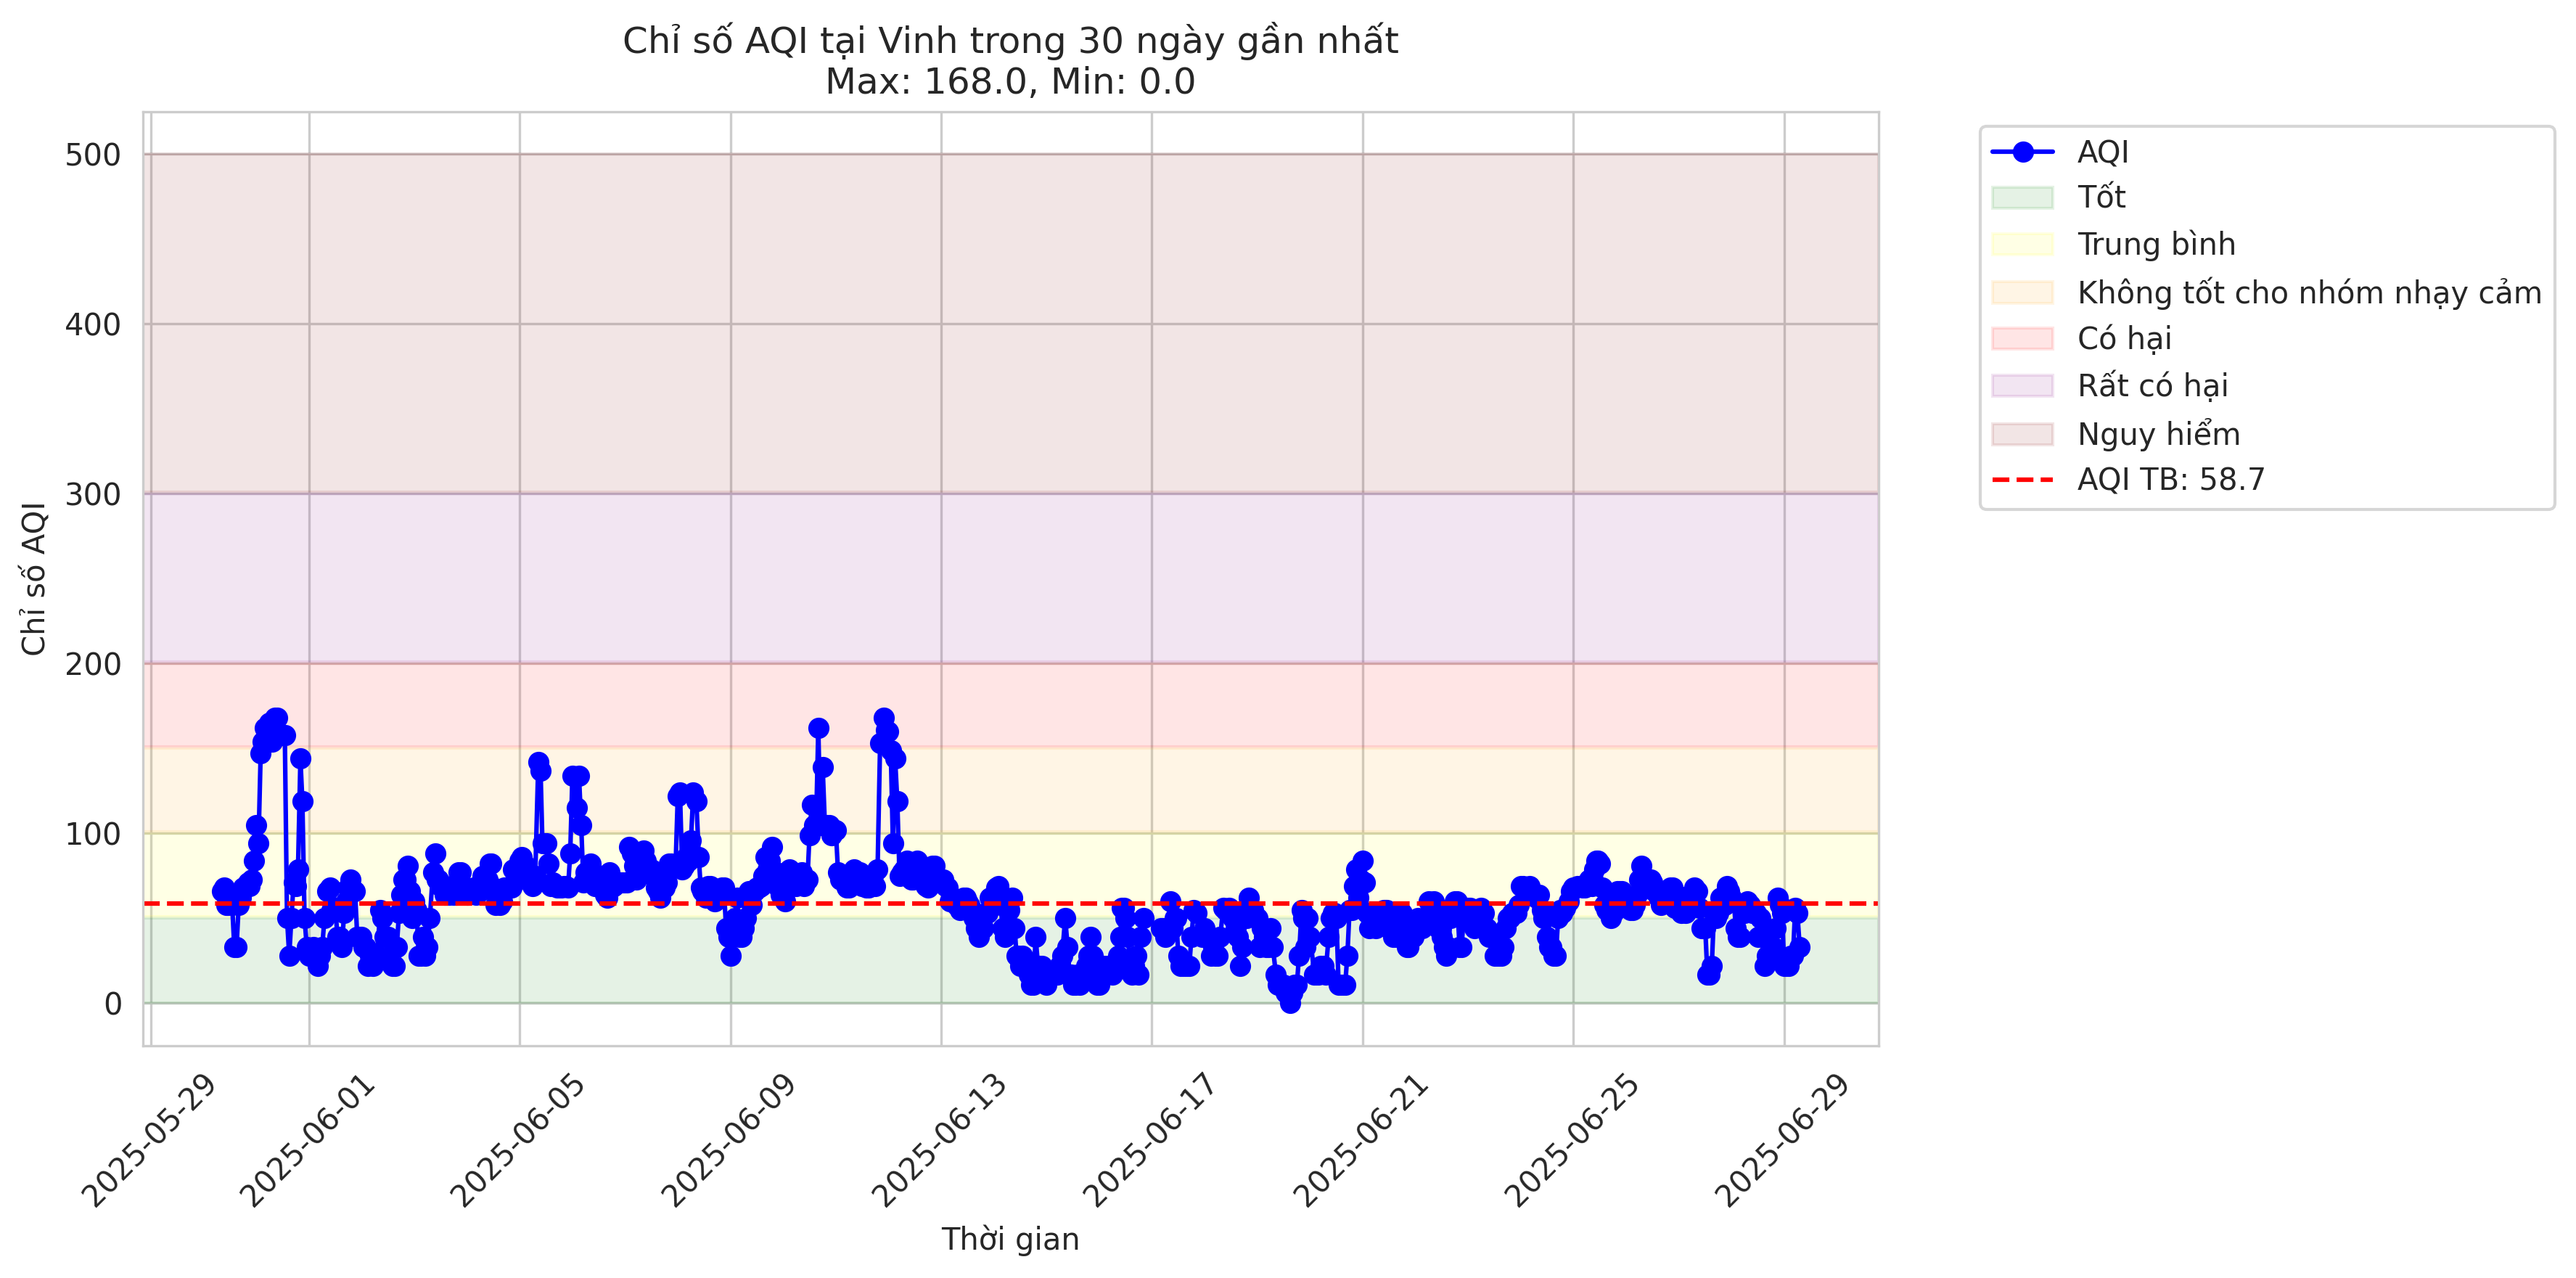 Chỉ số AQI tại Vinh trong 30 ngày gần nhất
Max: 168.0, Min: 0.0
Chỉ số AQI
500
400
300
200
100
0
2025-05-29
2025-06-01
2025-06-05
2025-06-09
2025-06-13
2025-06-17
2025-06-21
2025-06-25
2025-06-29
Thời gian
AQI
Tốt
Trung bình
Không tốt cho nhóm nhạy cảm
Có hại
Rất có hại
Nguy hiểm
AQI TB: 58.7